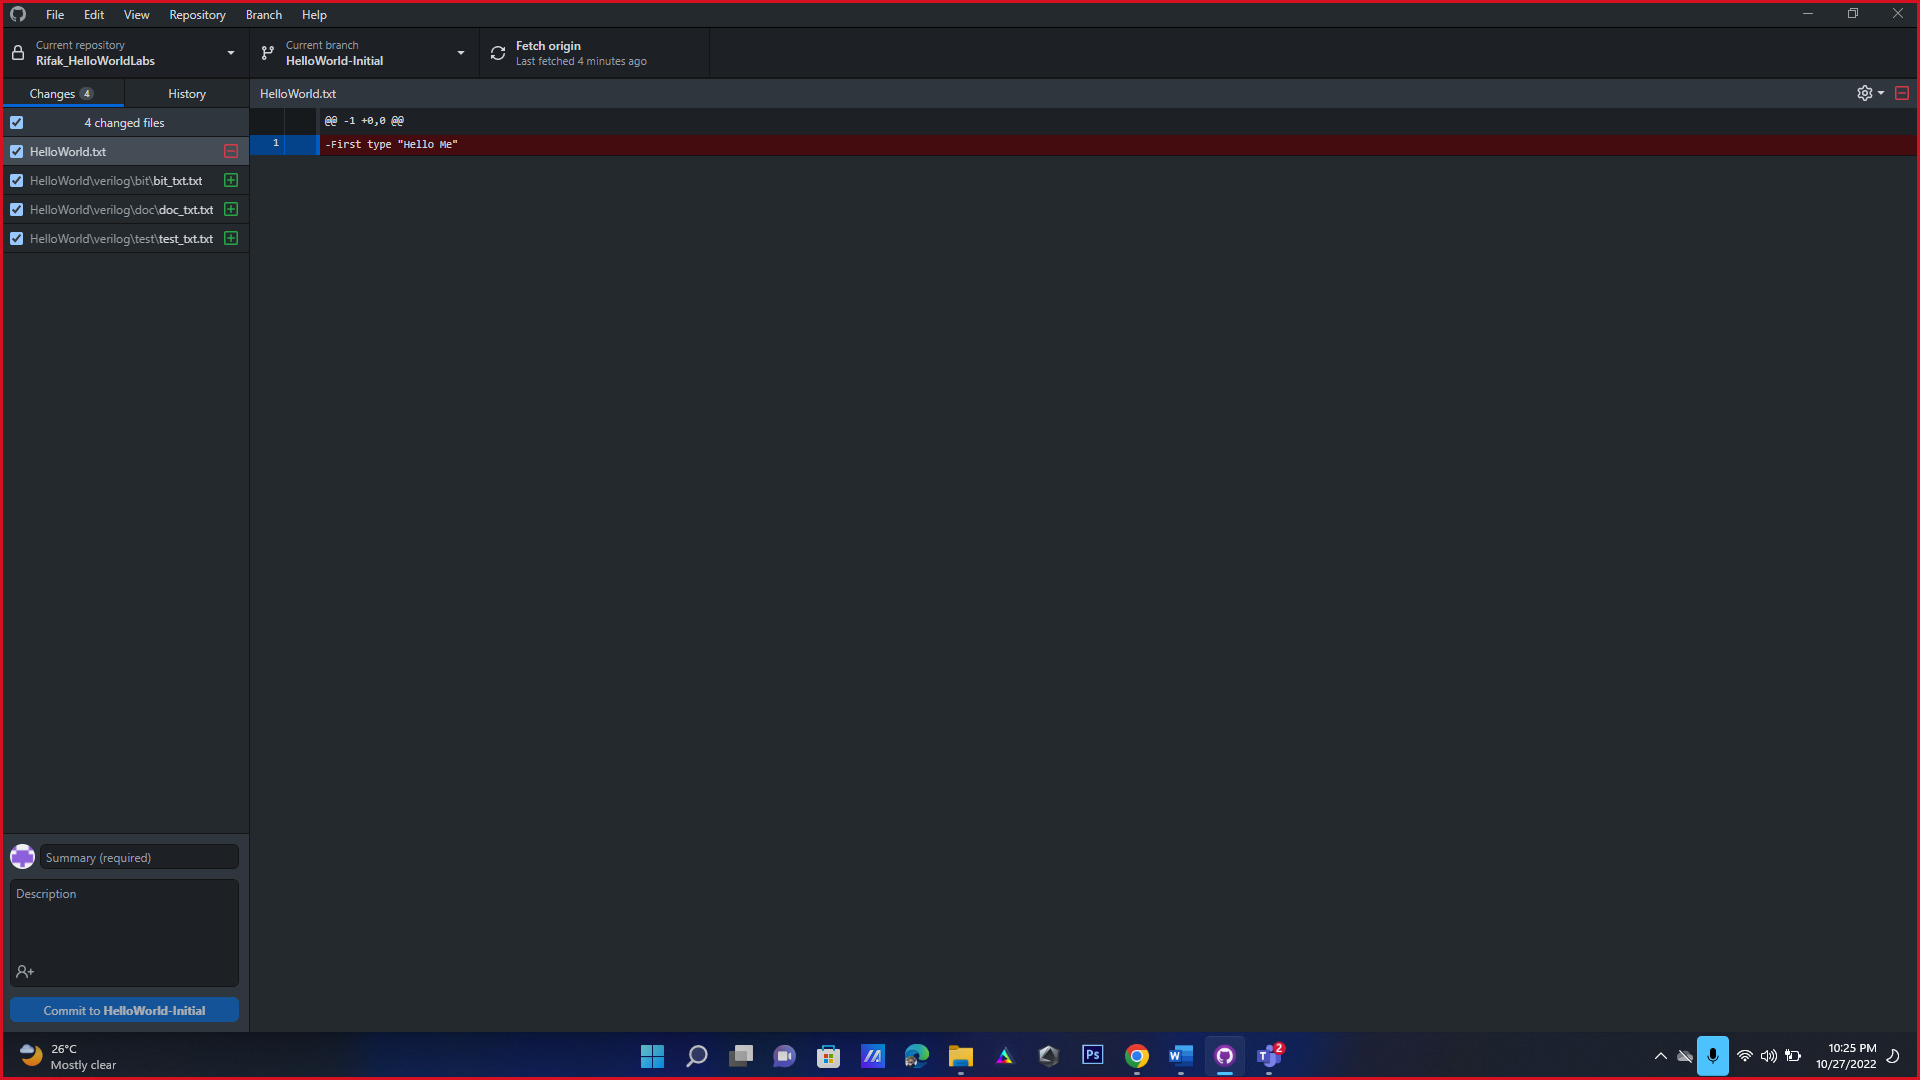 File Edit View Repository Branch Help
Current repository
Rifak_HelloWorldLabs
Current branch
HelloWorld-Initial
Fetch origin
Last fetched 4 minutes ago
Changes 4
History
HelloWorld.txt
4 changed files
@@ -1 +0,0 @@
1 -First type "Hello Me"
HelloWorld.txt
HelloWorld\verilog\bit\bit_txt.txt
HelloWorld\verilog\doc\doc_txt.txt
HelloWorld\verilog\test\test_txt.txt
Summary (required)
Description
Commit to HelloWorld-Initial
26°C
Mostly clear
Ps
W
T
2
10:25 PM
10/27/2022